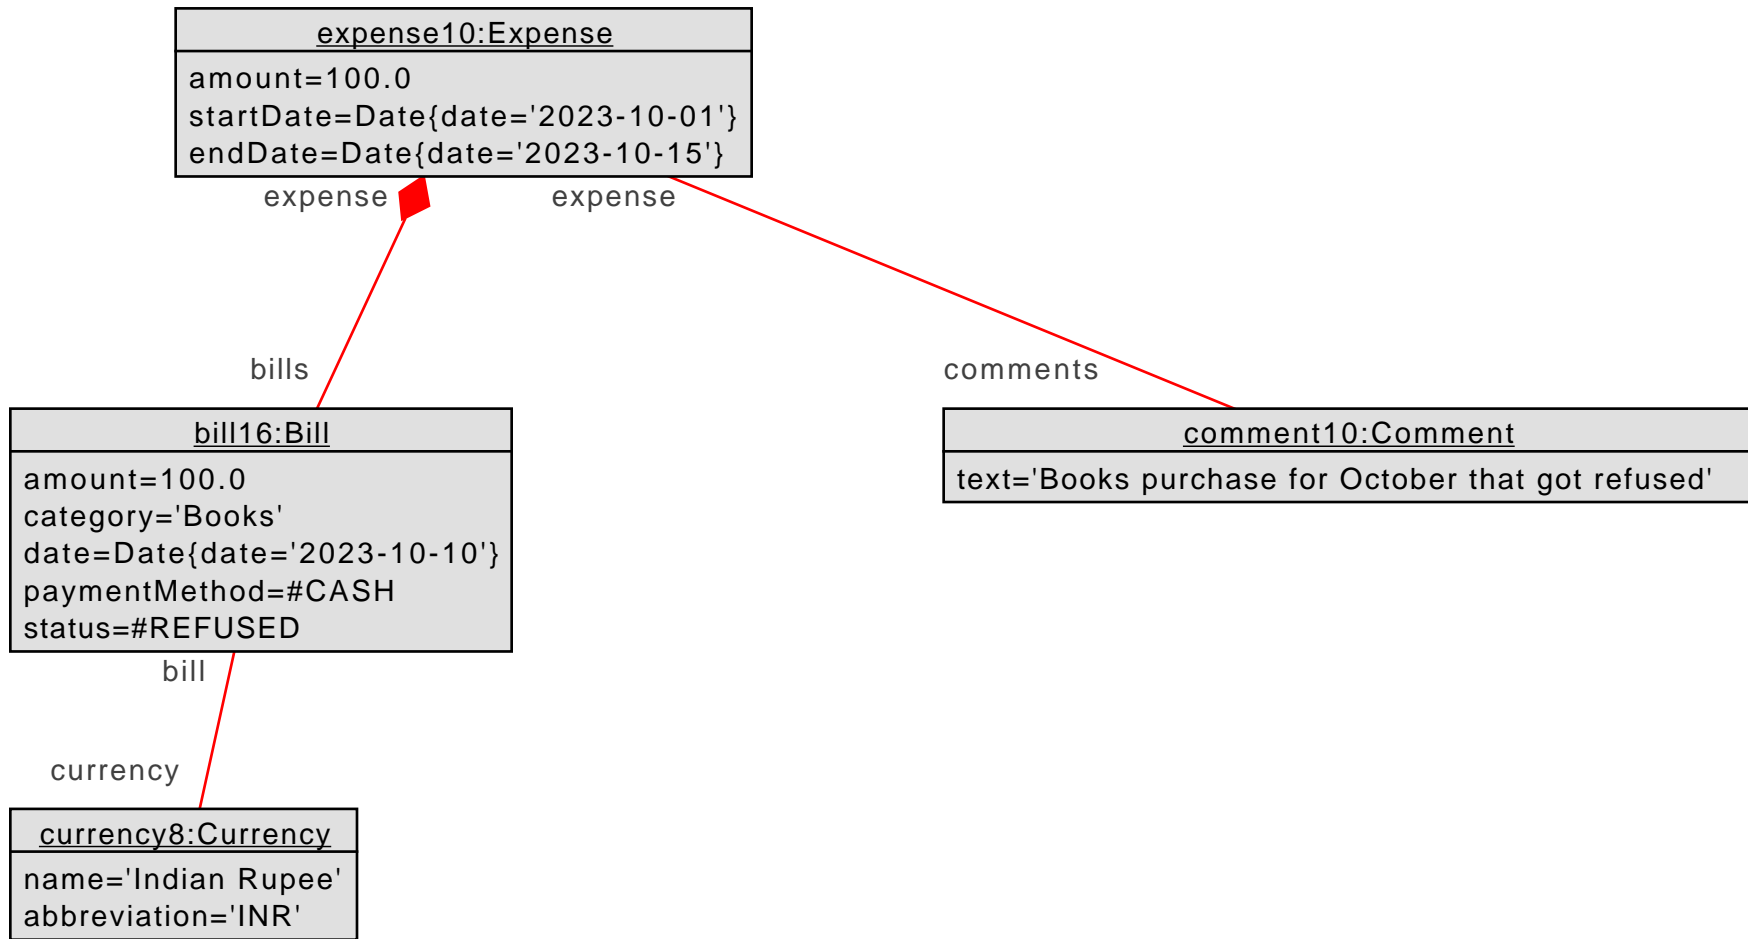 expense10:Expense
amount=100.0
startDate=Date{date='2023-10-01'}
endDate=Date{date='2023-10-15'}
expense
expense
bills
comments
bill16:Bill
amount=100.0
category='Books'
date=Date{date='2023-10-10'}
paymentMethod=#CASH
status=#REFUSED
comment10:Comment
text='Books purchase for October that got refused'
bill
currency
currency8:Currency
name='Indian Rupee'
abbreviation='INR'